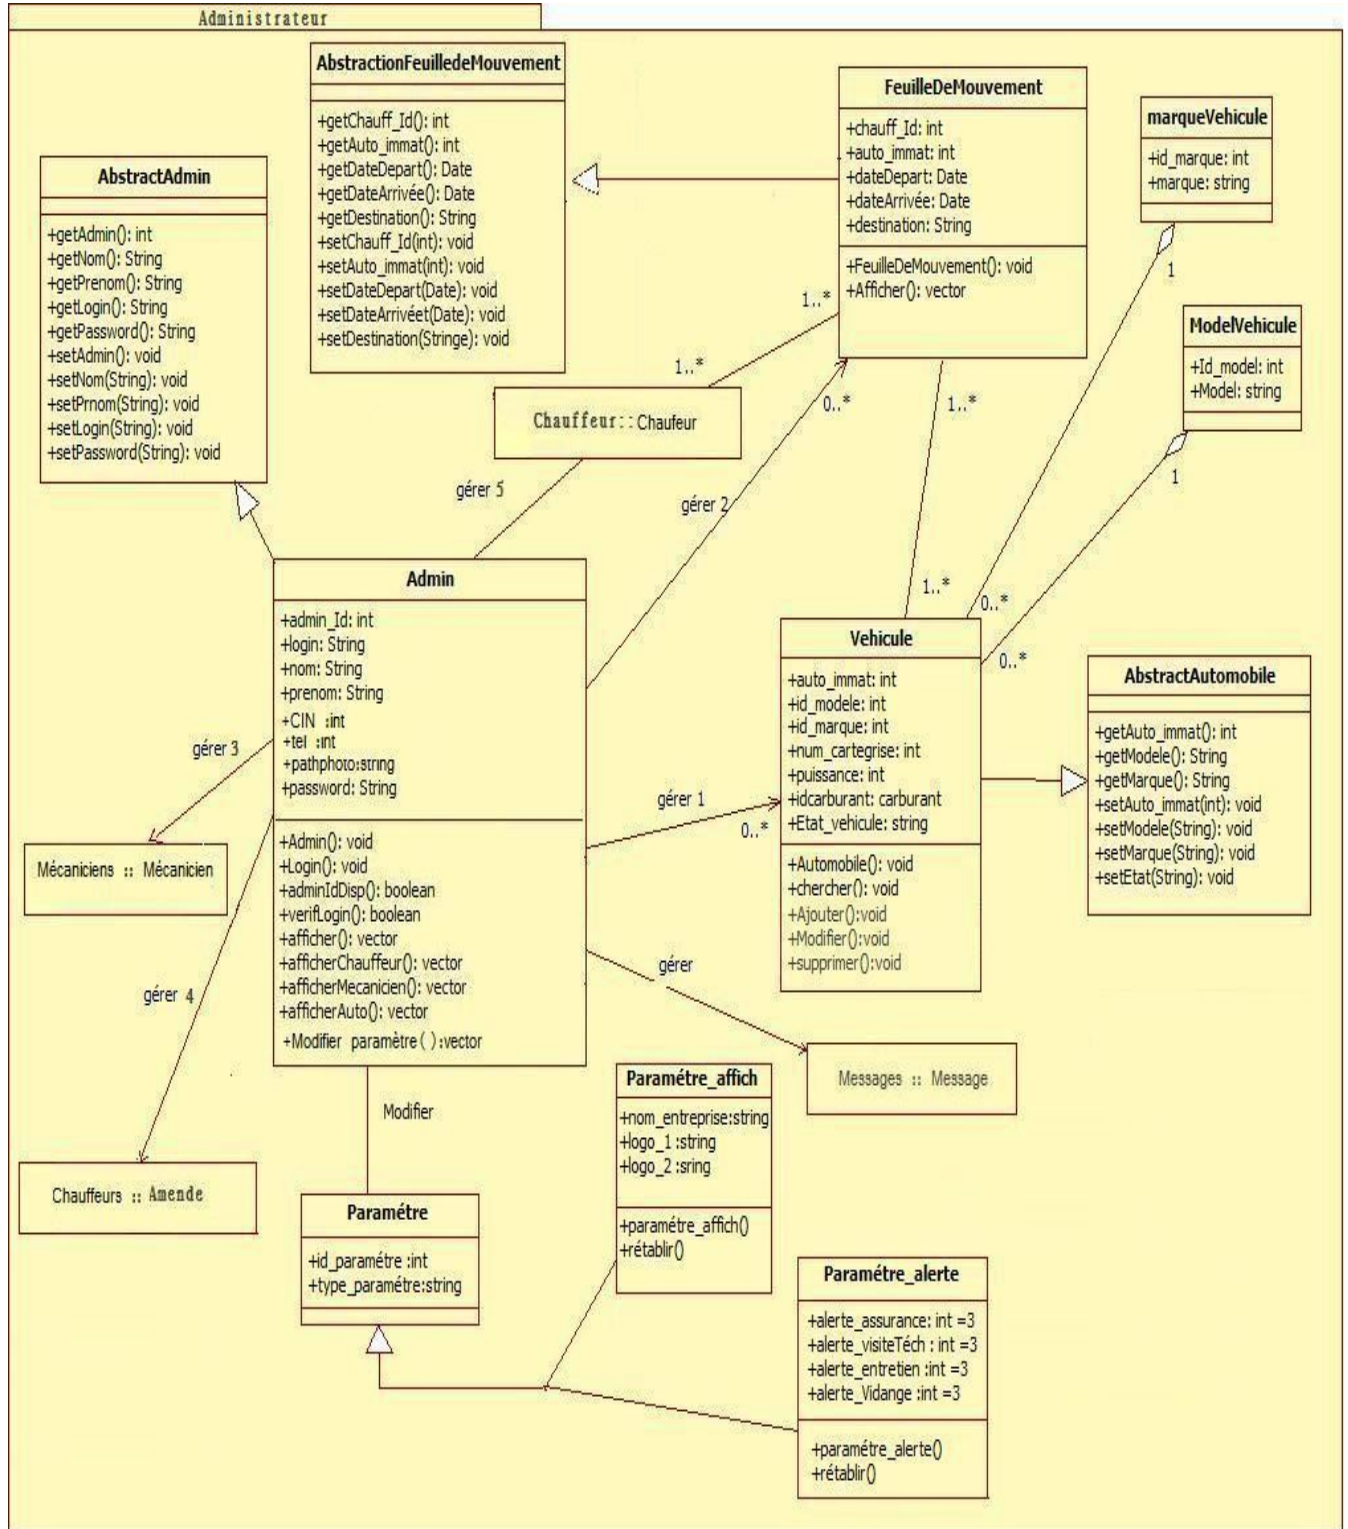 Administrateur
AbstractionFeuilledeMouvement
+getChauff_Id(): int
+getAuto_immat(): int
+getDateDepart(): Date
+getDateArrivée(): Date
+getDestination(): String
+setChauff_Id(int): void
+setAuto_immat(int): void
+setDateDepart(Date): void
+setDateArrivéet(Date): void
+setDestination(Stringe): void
FeuilleDeMouvement
+chauff_Id: int
+auto_immat: int
+dateDepart: Date
+dateArrivée: Date
+destination: String
+FeuilleDeMouvement(): void
+Afficher(): vector
marqueVehicule
+id_marque: int
+marque: string
1
AbstractAdmin
+getAdmin(): int
+getNom(): String
+getPrenom(): String
+getLogin(): String
+getPassword(): String
+setAdmin(): void
+setNom(String): void
+setPrnom(String): void
+setLogin(String): void
+setPassword(String): void
ModelVehicule
+Id_model: int
+Model: string
1
1..*
1..*
Chauffeur::Chaufeur
0..*
1..*
gérer 5
gérer 2
1..*
0..*
0..*
Admin
+admin_Id: int
+login: String
+nom: String
+prenom: String
+CIN :int
+tel :int
+pathphoto:string
+password: String
+Admin(): void
+Login(): void
+adminIdDisp(): boolean
+verifLogin(): boolean
+afficher(): vector
+afficherChauffeur(): vector
+afficherMecanicien(): vector
+afficherAuto(): vector
+Modifier paramètre ( ):vector
Vehicule
+auto_immat: int
+id_modele: int
+id_marque: int
+num_cartegrise: int
+puissance: int
+idcarburant: carburant
+Etat_vehicule: string
+Automobile(): void
+chercher(): void
+Ajouter():void
+Modifier():void
+supprimer():void
AbstractAutomobile
+getAuto_immat(): int
+getModele(): String
+getMarque(): String
+setAuto_immat(int): void
+setModele(String): void
+setMarque(String): void
+setEtat(String): void
gérer 3
gérer 1
0..*
Mécaniciens :: Mécanicien
gérer 4
gérer
Messages :: Message
Modifier
Chauffeurs :: Amende
Paramétre
+id_paramétre :int
+type_paramétre:string
Paramétre_affich
+nom_entreprise:string
+logo_1 :string
+logo_2 :sring
+paramétre_affich()
+rétablir()
Paramétre_alerte
+alerte_assurance: int =3
+alerte_visiteTéch : int =3
+alerte_entretien :int =3
+alerte_Vidange :int =3
+paramétre_alerte()
+rétablir()